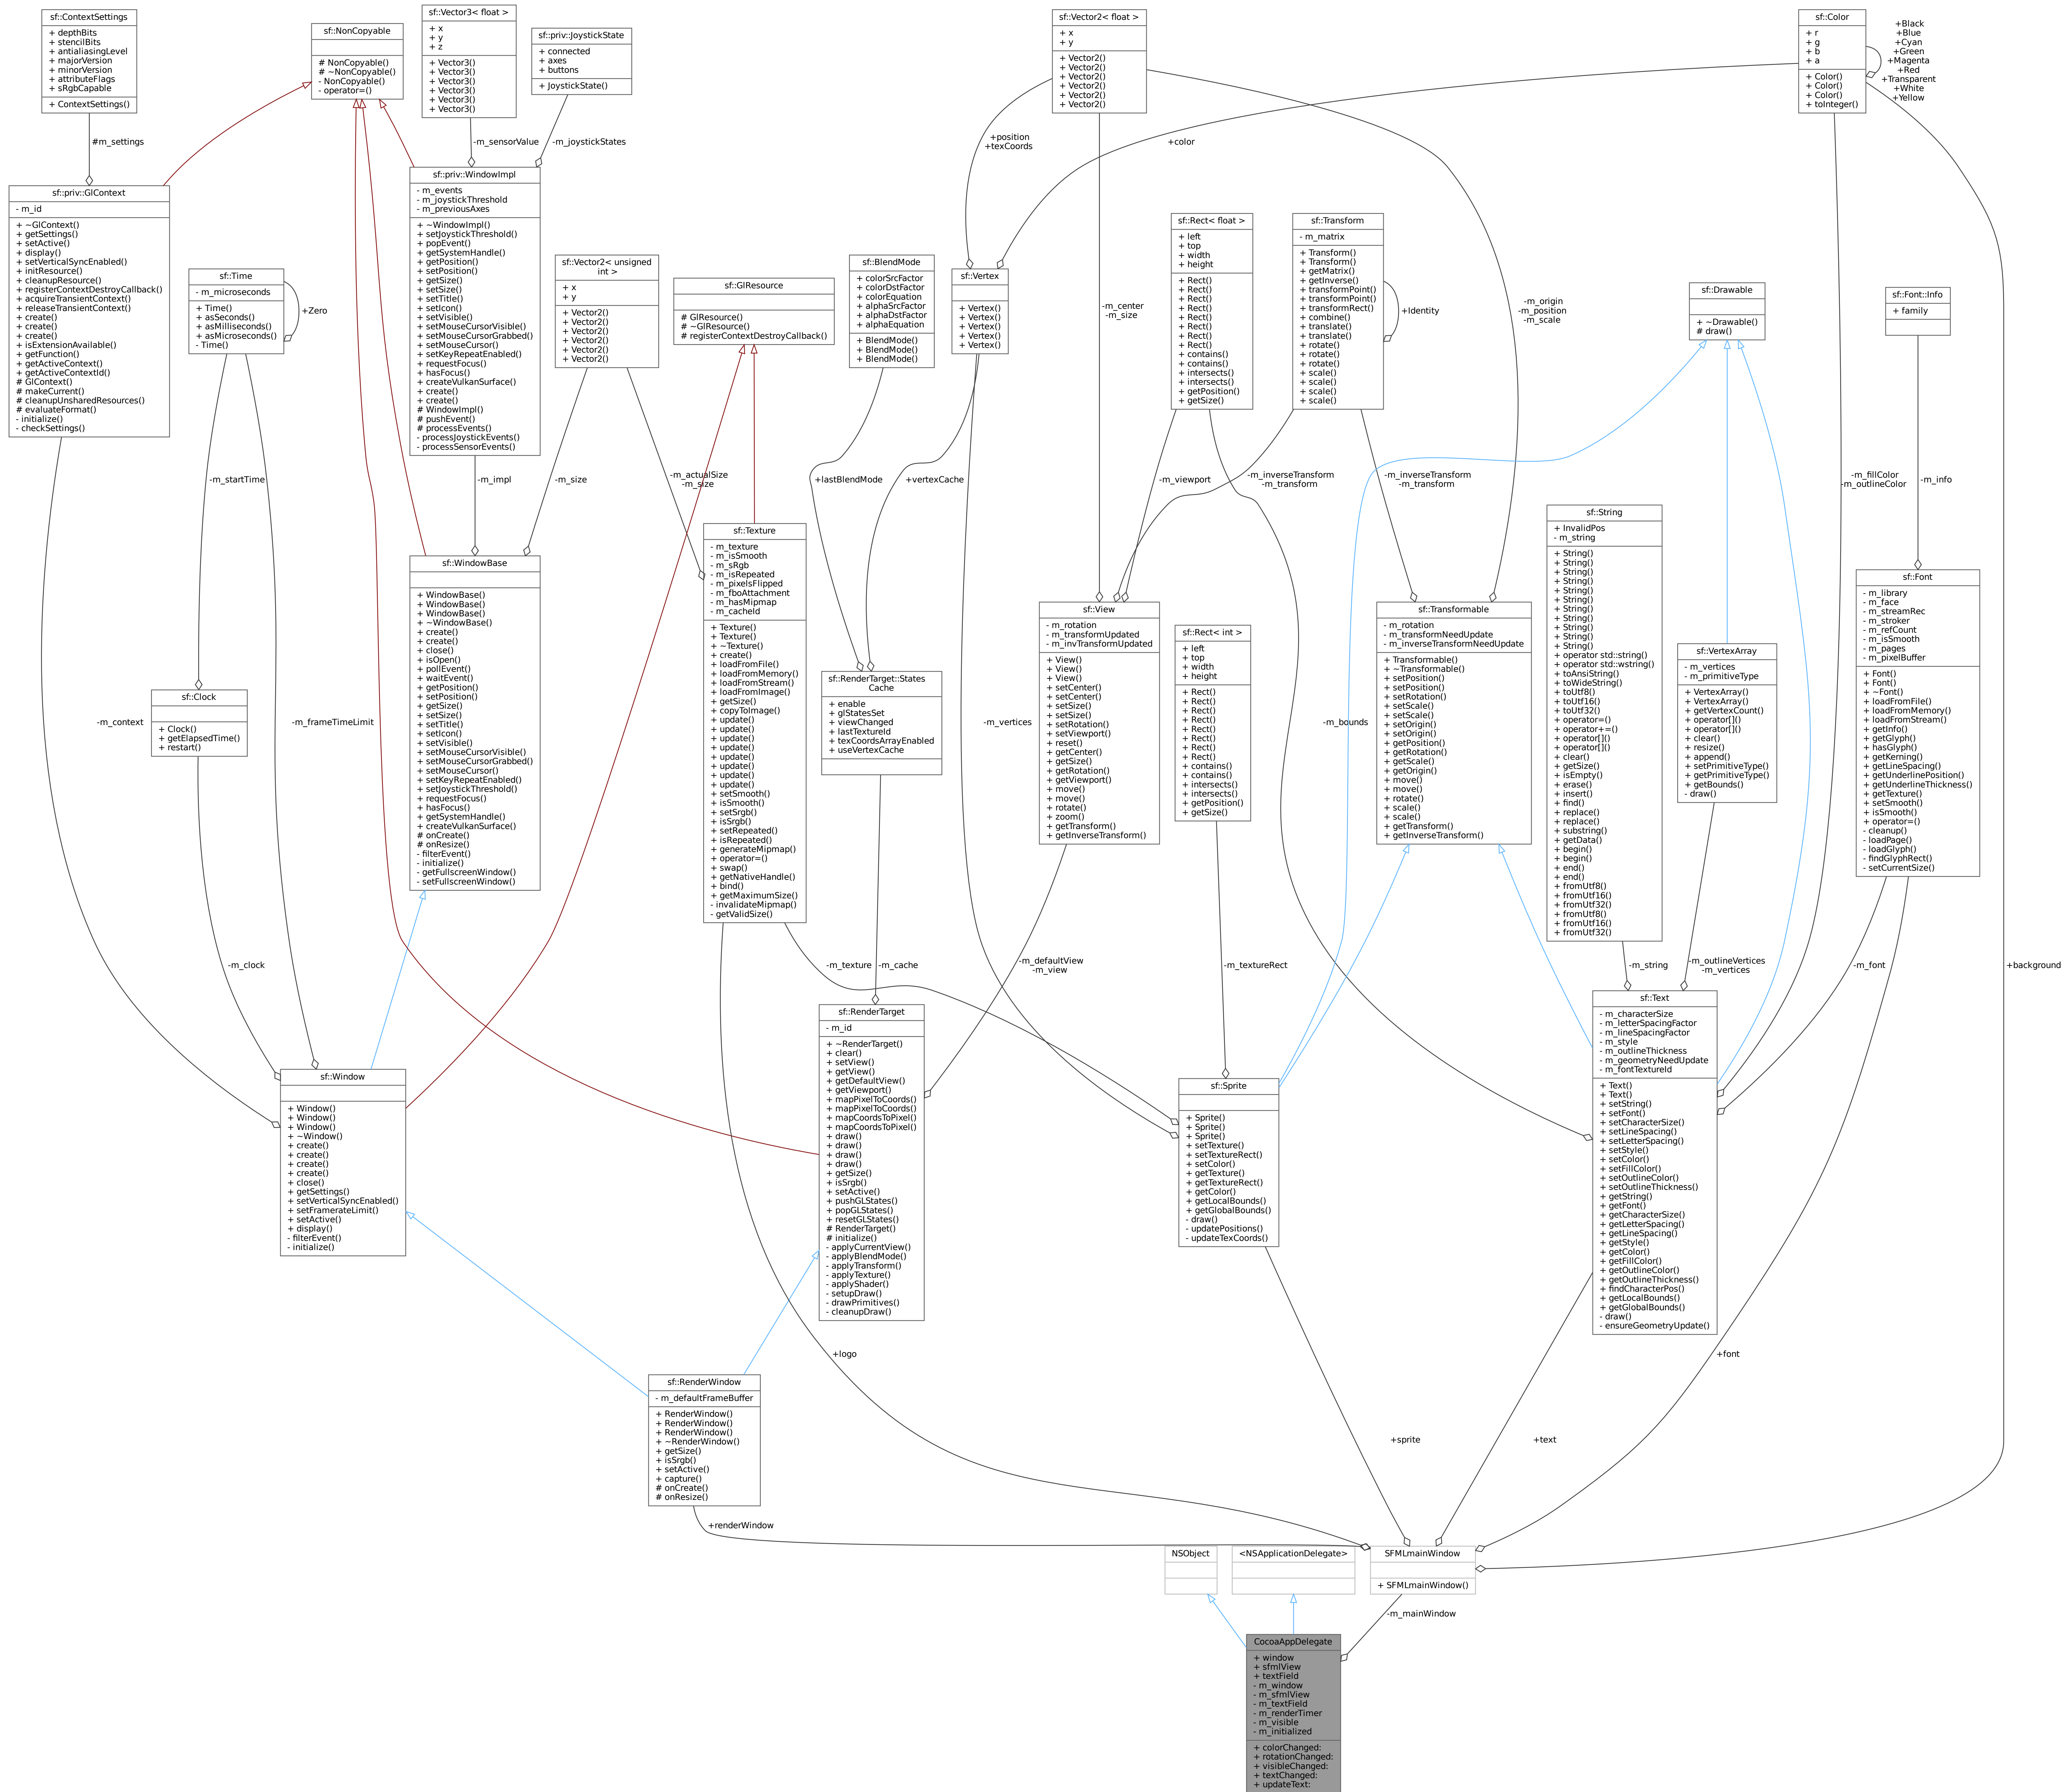 sf::ContextSettings
+ depthBits
+ stencilBits
+ antialiasingLevel
+ majorVersion
+ minorVersion
+ attributeFlags
+ sRgbCapable
+ ContextSettings()
sf::NonCopyable
# NonCopyable()
# ~NonCopyable()
- NonCopyable()
- operator=()
sf::Vector3< float >
+ x
+ y
+ z
+ Vector3()
+ Vector3()
+ Vector3()
+ Vector3()
+ Vector3()
+ Vector3()
sf::priv::JoystickState
+ connected
+ axes
+ buttons
+ JoystickState()
sf::Vector2< float >
+ x
+ y
+ Vector2()
+ Vector2()
+ Vector2()
+ Vector2()
+ Vector2()
+ Vector2()
sf::Color
+ r
+ g
+ b
+ a
+ Color()
+ Color()
+ Color()
+ toInteger()
+Black
+Blue
+Cyan
+Green
+Magenta
+Red
+Transparent
+White
+Yellow
#m_settings
-m_sensorValue
-m_joystickStates
+position
+texCoords
+color
sf::priv::GlContext
- m_id
+ ~GlContext()
+ getSettings()
+ setActive()
+ display()
+ setVerticalSyncEnabled()
+ initResource()
+ cleanupResource()
+ registerContextDestroyCallback()
+ acquireTransientContext()
+ releaseTransientContext()
+ create()
+ create()
+ create()
+ isExtensionAvailable()
+ getFunction()
+ getActiveContext()
+ getActiveContextId()
# GlContext()
# makeCurrent()
# cleanupUnsharedResources()
# evaluateFormat()
- initialize()
- checkSettings()
sf::Time
- m_microseconds
+ Time()
+ asSeconds()
+ asMilliseconds()
+ asMicroseconds()
- Time()
+Zero
sf::priv::WindowImpl
- m_events
- m_joystickThreshold
- m_previousAxes
+ ~WindowImpl()
+ setJoystickThreshold()
+ popEvent()
+ getSystemHandle()
+ getPosition()
+ setPosition()
+ getSize()
+ setSize()
+ setTitle()
+ setIcon()
+ setVisible()
+ setMouseCursorVisible()
+ setMouseCursorGrabbed()
+ setMouseCursor()
+ setKeyRepeatEnabled()
+ requestFocus()
+ hasFocus()
+ createVulkanSurface()
+ create()
+ create()
# WindowImpl()
# pushEvent()
# processEvents()
- processJoystickEvents()
- processSensorEvents()
sf::Vector2< unsigned
int >
+ x
+ y
+ Vector2()
+ Vector2()
+ Vector2()
+ Vector2()
+ Vector2()
+ Vector2()
sf::GlResource
# GlResource()
# ~GlResource()
# registerContextDestroyCallback()
sf::BlendMode
+ colorSrcFactor
+ colorDstFactor
+ colorEquation
+ alphaSrcFactor
+ alphaDstFactor
+ alphaEquation
+ BlendMode()
+ BlendMode()
+ BlendMode()
sf::Vertex
+ Vertex()
+ Vertex()
+ Vertex()
+ Vertex()
+ Vertex()
-m_center
-m_size
sf::Rect< float >
+ left
+ top
+ width
+ height
+ Rect()
+ Rect()
+ Rect()
+ Rect()
+ Rect()
+ Rect()
+ Rect()
+ Rect()
+ contains()
+ contains()
+ intersects()
+ intersects()
+ getPosition()
+ getSize()
sf::Transform
- m_matrix
+ Transform()
+ Transform()
+ getMatrix()
+ getInverse()
+ transformPoint()
+ transformPoint()
+ transformRect()
+ combine()
+ translate()
+ translate()
+ rotate()
+ rotate()
+ rotate()
+ scale()
+ scale()
+ scale()
+ scale()
+Identity
-m_origin
-m_position
-m_scale
sf::Drawable
+ ~Drawable()
# draw()
sf::Font::Info
+ family
-m_startTime
-m_impl
-m_size
-m_actualSize
-m_size
+lastBlendMode
+vertexCache
-m_viewport
-m_inverseTransform
-m_transform
-m_inverseTransform
-m_transform
-m_fillColor
-m_outlineColor
-m_info
sf::WindowBase
+ WindowBase()
+ WindowBase()
+ WindowBase()
+ ~WindowBase()
+ create()
+ create()
+ close()
+ isOpen()
+ pollEvent()
+ waitEvent()
+ getPosition()
+ setPosition()
+ getSize()
+ setSize()
+ setTitle()
+ setIcon()
+ setVisible()
+ setMouseCursorVisible()
+ setMouseCursorGrabbed()
+ setMouseCursor()
+ setKeyRepeatEnabled()
+ setJoystickThreshold()
+ requestFocus()
+ hasFocus()
+ getSystemHandle()
+ createVulkanSurface()
# onCreate()
# onResize()
- filterEvent()
- initialize()
- getFullscreenWindow()
- setFullscreenWindow()
sf::Texture
- m_texture
- m_isSmooth
- m_sRgb
- m_isRepeated
- m_pixelsFlipped
- m_fboAttachment
- m_hasMipmap
- m_cacheId
+ Texture()
+ Texture()
+ ~Texture()
+ create()
+ loadFromFile()
+ loadFromMemory()
+ loadFromStream()
+ loadFromImage()
+ getSize()
+ copyToImage()
+ update()
+ update()
+ update()
+ update()
+ update()
+ update()
+ update()
+ update()
+ setSmooth()
+ isSmooth()
+ setSrgb()
+ isSrgb()
+ setRepeated()
+ isRepeated()
+ generateMipmap()
+ operator=()
+ swap()
+ getNativeHandle()
+ bind()
+ getMaximumSize()
- invalidateMipmap()
- getValidSize()
sf::Clock
+ Clock()
+ getElapsedTime()
+ restart()
-m_context
-m_frameTimeLimit
sf::RenderTarget::States
Cache
+ enable
+ glStatesSet
+ viewChanged
+ lastTextureId
+ texCoordsArrayEnabled
+ useVertexCache
-m_vertices
sf::View
- m_rotation
- m_transformUpdated
- m_invTransformUpdated
+ View()
+ View()
+ View()
+ setCenter()
+ setCenter()
+ setSize()
+ setSize()
+ setRotation()
+ setViewport()
+ reset()
+ getCenter()
+ getSize()
+ getRotation()
+ getViewport()
+ move()
+ move()
+ rotate()
+ zoom()
+ getTransform()
+ getInverseTransform()
sf::Rect< int >
+ left
+ top
+ width
+ height
+ Rect()
+ Rect()
+ Rect()
+ Rect()
+ Rect()
+ Rect()
+ Rect()
+ Rect()
+ contains()
+ contains()
+ intersects()
+ intersects()
+ getPosition()
+ getSize()
-m_bounds
sf::Transformable
- m_rotation
- m_transformNeedUpdate
- m_inverseTransformNeedUpdate
+ Transformable()
+ ~Transformable()
+ setPosition()
+ setPosition()
+ setRotation()
+ setScale()
+ setScale()
+ setOrigin()
+ setOrigin()
+ getPosition()
+ getRotation()
+ getScale()
+ getOrigin()
+ move()
+ move()
+ rotate()
+ scale()
+ scale()
+ getTransform()
+ getInverseTransform()
sf::String
+ InvalidPos
- m_string
+ String()
+ String()
+ String()
+ String()
+ String()
+ String()
+ String()
+ String()
+ String()
+ String()
+ String()
+ operator std::string()
+ operator std::wstring()
+ toAnsiString()
+ toWideString()
+ toUtf8()
+ toUtf16()
+ toUtf32()
+ operator=()
+ operator+=()
+ operator[]()
+ operator[]()
+ clear()
+ getSize()
+ isEmpty()
+ erase()
+ insert()
+ find()
+ replace()
+ replace()
+ substring()
+ getData()
+ begin()
+ begin()
+ end()
+ end()
+ fromUtf8()
+ fromUtf16()
+ fromUtf32()
+ fromUtf8()
+ fromUtf16()
+ fromUtf32()
sf::VertexArray
- m_vertices
- m_primitiveType
+ VertexArray()
+ VertexArray()
+ getVertexCount()
+ operator[]()
+ operator[]()
+ clear()
+ resize()
+ append()
+ setPrimitiveType()
+ getPrimitiveType()
+ getBounds()
- draw()
sf::Font
- m_library
- m_face
- m_streamRec
- m_stroker
- m_refCount
- m_isSmooth
- m_pages
- m_pixelBuffer
+ Font()
+ Font()
+ ~Font()
+ loadFromFile()
+ loadFromMemory()
+ loadFromStream()
+ getInfo()
+ getGlyph()
+ hasGlyph()
+ getKerning()
+ getLineSpacing()
+ getUnderlinePosition()
+ getUnderlineThickness()
+ getTexture()
+ setSmooth()
+ isSmooth()
+ operator=()
- cleanup()
- loadPage()
- loadGlyph()
- findGlyphRect()
- setCurrentSize()
-m_clock
-m_texture
-m_cache
-m_defaultView
-m_view
-m_textureRect
-m_string
-m_outlineVertices
-m_vertices
-m_font
+background
sf::Window
+ Window()
+ Window()
+ Window()
+ ~Window()
+ create()
+ create()
+ create()
+ create()
+ close()
+ getSettings()
+ setVerticalSyncEnabled()
+ setFramerateLimit()
+ setActive()
+ display()
- filterEvent()
- initialize()
sf::RenderTarget
- m_id
+ ~RenderTarget()
+ clear()
+ setView()
+ getView()
+ getDefaultView()
+ getViewport()
+ mapPixelToCoords()
+ mapPixelToCoords()
+ mapCoordsToPixel()
+ mapCoordsToPixel()
+ draw()
+ draw()
+ draw()
+ draw()
+ getSize()
+ isSrgb()
+ setActive()
+ pushGLStates()
+ popGLStates()
+ resetGLStates()
# RenderTarget()
# initialize()
- applyCurrentView()
- applyBlendMode()
- applyTransform()
- applyTexture()
- applyShader()
- setupDraw()
- drawPrimitives()
- cleanupDraw()
sf::Sprite
+ Sprite()
+ Sprite()
+ Sprite()
+ setTexture()
+ setTextureRect()
+ setColor()
+ getTexture()
+ getTextureRect()
+ getColor()
+ getLocalBounds()
+ getGlobalBounds()
- draw()
- updatePositions()
- updateTexCoords()
sf::Text
- m_characterSize
- m_letterSpacingFactor
- m_lineSpacingFactor
- m_style
- m_outlineThickness
- m_geometryNeedUpdate
- m_fontTextureId
+ Text()
+ Text()
+ setString()
+ setFont()
+ setCharacterSize()
+ setLineSpacing()
+ setLetterSpacing()
+ setStyle()
+ setColor()
+ setFillColor()
+ setOutlineColor()
+ setOutlineThickness()
+ getString()
+ getFont()
+ getCharacterSize()
+ getLetterSpacing()
+ getLineSpacing()
+ getStyle()
+ getColor()
+ getFillColor()
+ getOutlineColor()
+ getOutlineThickness()
+ findCharacterPos()
+ getLocalBounds()
+ getGlobalBounds()
- draw()
- ensureGeometryUpdate()
+logo
+font
sf::RenderWindow
- m_defaultFrameBuffer
+ RenderWindow()
+ RenderWindow()
+ RenderWindow()
+ ~RenderWindow()
+ getSize()
+ isSrgb()
+ setActive()
+ capture()
# onCreate()
# onResize()
+sprite
+text
+renderWindow
NSObject
<NSApplicationDelegate>
SFMLmainWindow
+ SFMLmainWindow()
-m_mainWindow
CocoaAppDelegate
+ window
+ sfmlView
+ textField
- m_window
- m_sfmlView
- m_textField
- m_renderTimer
- m_visible
- m_initialized
+ colorChanged:
+ rotationChanged:
+ visibleChanged:
+ textChanged:
+ updateText: